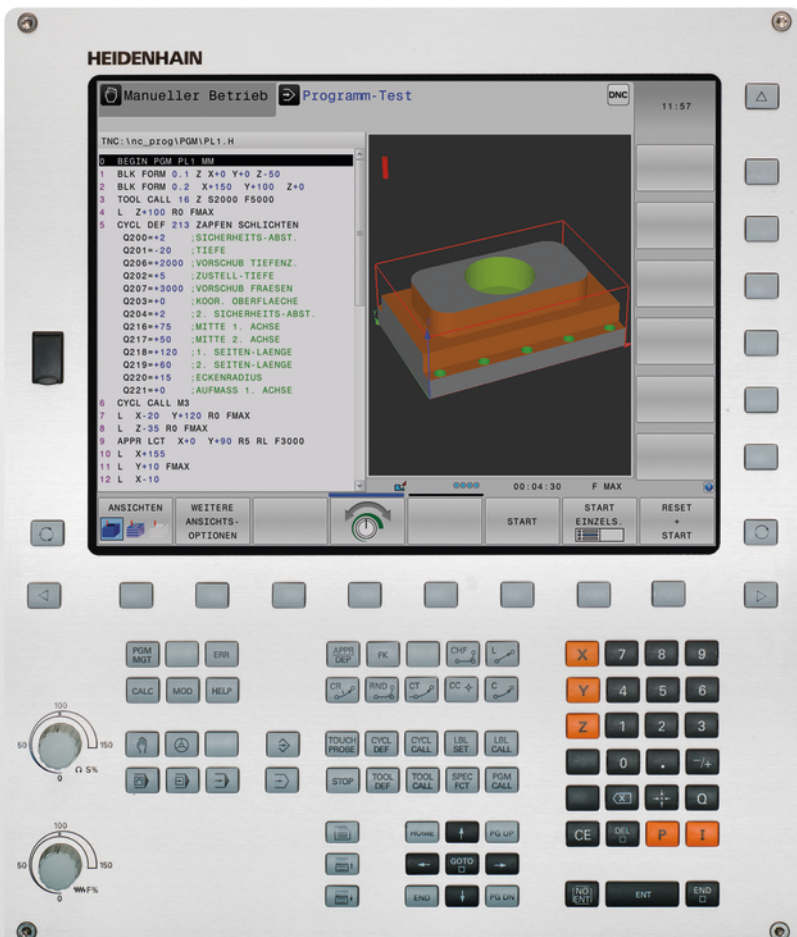 HEIDENHAIN
Manueller Betrieb
Programm-Test
DNC
11:57
TNC:\nc_prog\PGM\PL1.H
0 BEGIN PGM PL1 MM
1 BLK FORM 0.1 Z X+0 Y+0 Z-50
2 BLK FORM 0.2 X+150 Y+100 Z+0
3 TOOL CALL 16 Z S2000 F5000
4 L Z+100 R0 FMAX
5 CYCL DEF 213 ZAPFEN SCHLICHTEN
Q200=+2 ;SICHERHEITS-ABST.
Q201=-20 ;TIEFE
Q206=+2000 ;VORSCHUB TIEFENZ.
Q202=+5 ;ZUSTELL-TIEFE
Q207=+3000 ;VORSCHUB FRAESEN
Q203=+0 ;KOOR. OBERFLAECHE
Q204=+2 ;2. SICHERHEITS-ABST.
Q216=+75 ;MITTE 1. ACHSE
Q217=+50 ;MITTE 2. ACHSE
Q218=+120 ;1. SEITEN-LAENGE
Q219=+60 ;2. SEITEN-LAENGE
Q220=+15 ;ECKENRADIUS
Q221=+0 ;AUFMASS 1. ACHSE
6 CYCL CALL M3
7 L X-20 Y+120 R0 FMAX
8 L Z-35 R0 FMAX
9 APPR LCT X+0 Y+90 R5 RL F3000
10 L X+155
11 L Y+10 FMAX
12 L X-10
00:04:30 F MAX
ANSICHTEN
WEITERE
ANSICHTS-
OPTIONEN
START
START
EINZELS.
RESET
+
START
PGM
MGT
ERR
APPR
DEP
FK
CHF
L
X
7
8
9
CALC
MOD
HELP
CR
RND
CT
CC
C
Y
4
5
6
Z
1
2
3
100
50
150
0
S%
TOUCH
PROBE
CYCL
DEF
CYCL
CALL
LBL
SET
LBL
CALL
0
.
-/+
STOP
TOOL
DEF
TOOL
CALL
SPEC
FCT
PGM
CALL
Q
HOME
PG UP
CE
DEL
P
I
100
50
150
0
F%
GOTO
END
PG DN
NO
ENT
ENT
END